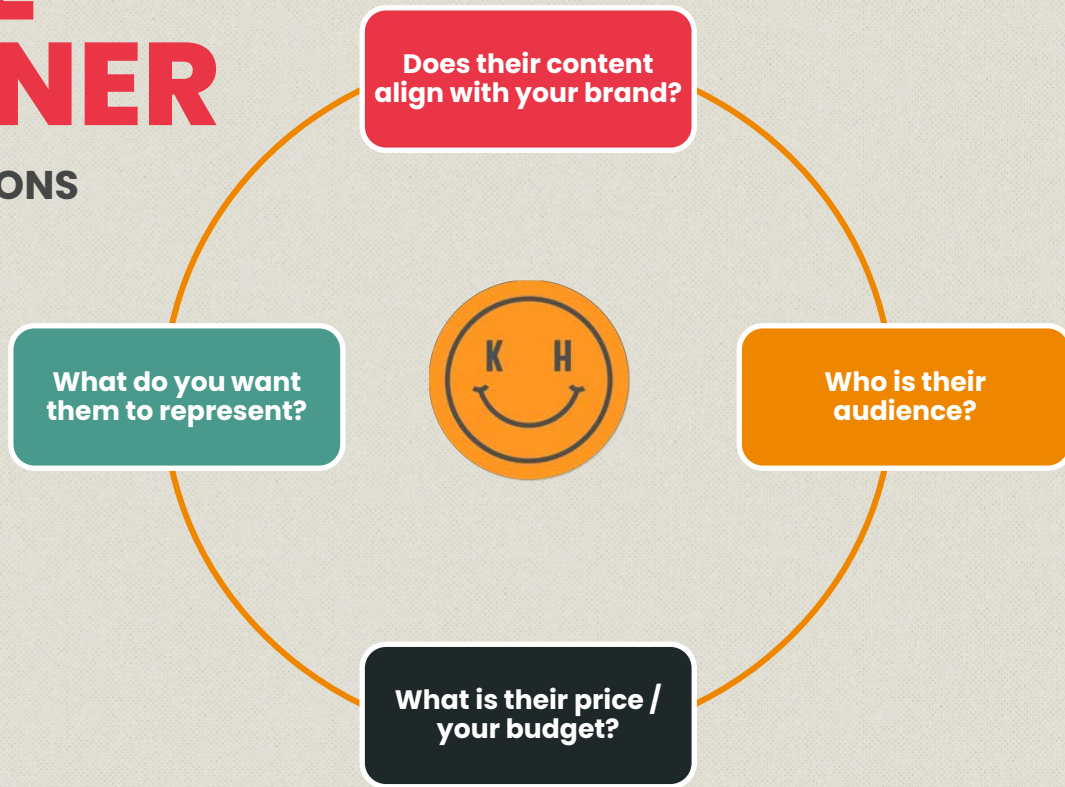 NER
ONS
Does their content
align with your brand?
What do you want
them to represent?
K H
Who is their
audience?
What is their price /
your budget?